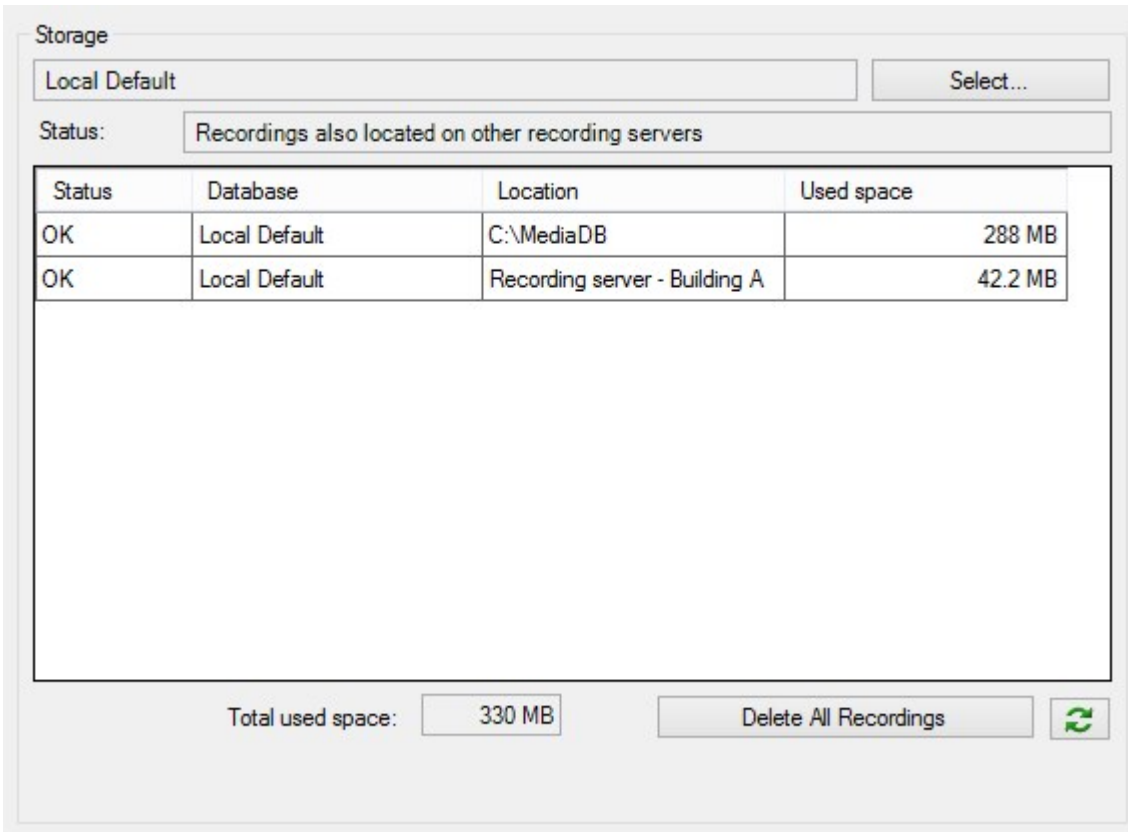 Storage
Local Default Select...
Status: Recordings also located on other recording servers
Status Database Location Used space
OK Local Default C:\MediaDB 288 MB
OK Local Default Recording server - Building A 42.2 MB
Total used space: 330 MB Delete All Recordings